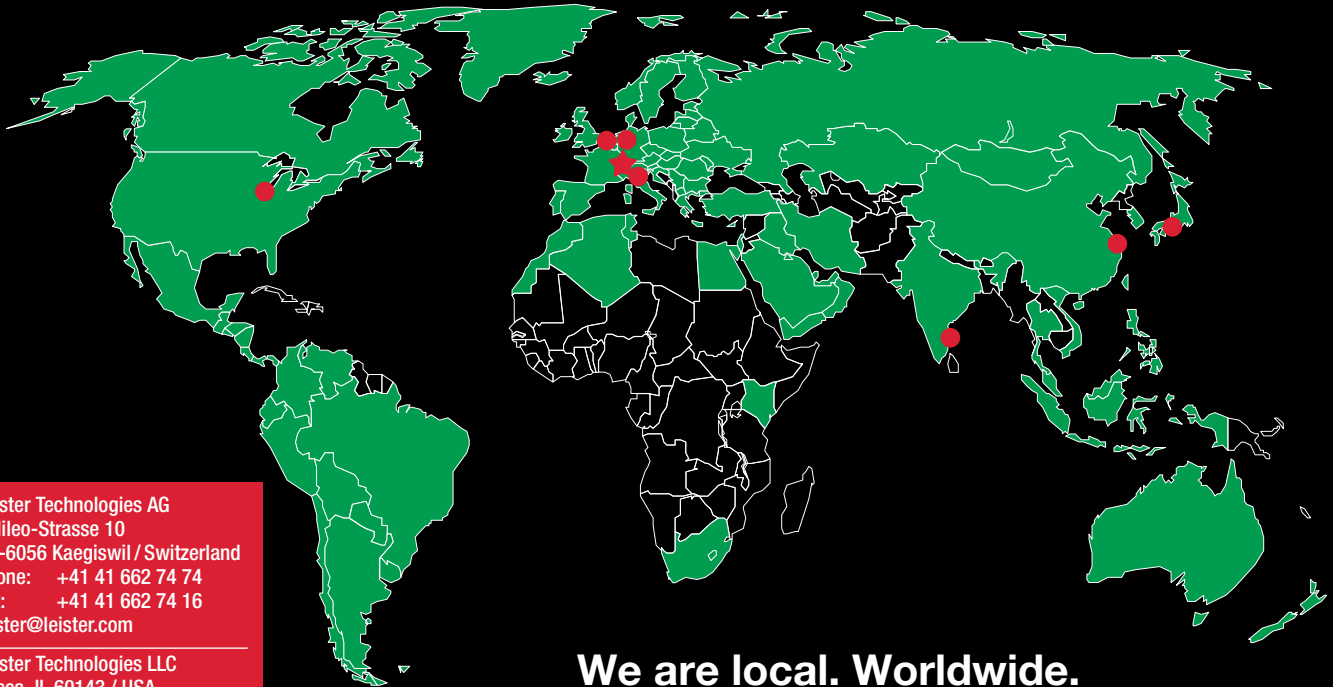 ster Technologies AG
lileo-Strasse 10
-6056 Kaegiswil / Switzerland
one: +41 41 662 74 74
: +41 41 662 74 16
ster@leister.com
ster Technologies LLC
We are local. Worldwide.